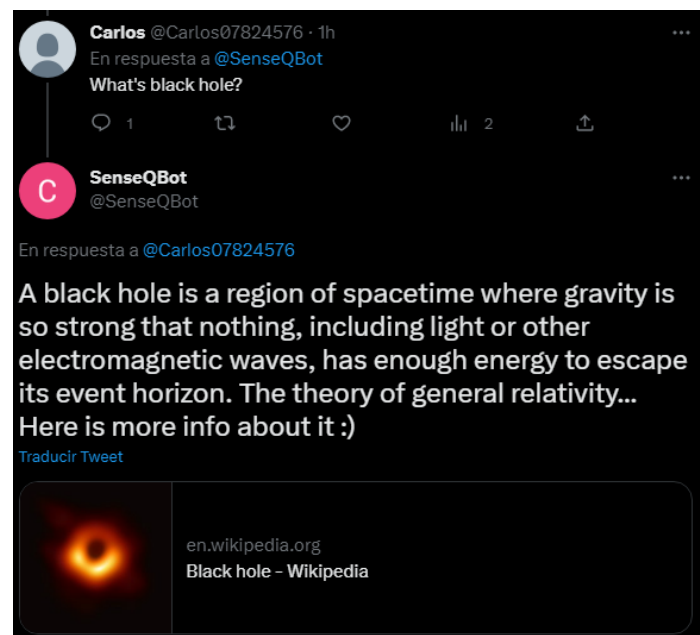 Carlos @Carlos07824576 · 1h
En respuesta a @SenseQBot
What's black hole?
1
2
C
SenseQBot
@SenseQBot
En respuesta a @Carlos07824576
A black hole is a region of spacetime where gravity is
so strong that nothing, including light or other
electromagnetic waves, has enough energy to escape
its event horizon. The theory of general relativity...
Here is more info about it :)
Traducir Tweet
en.wikipedia.org
Black hole - Wikipedia